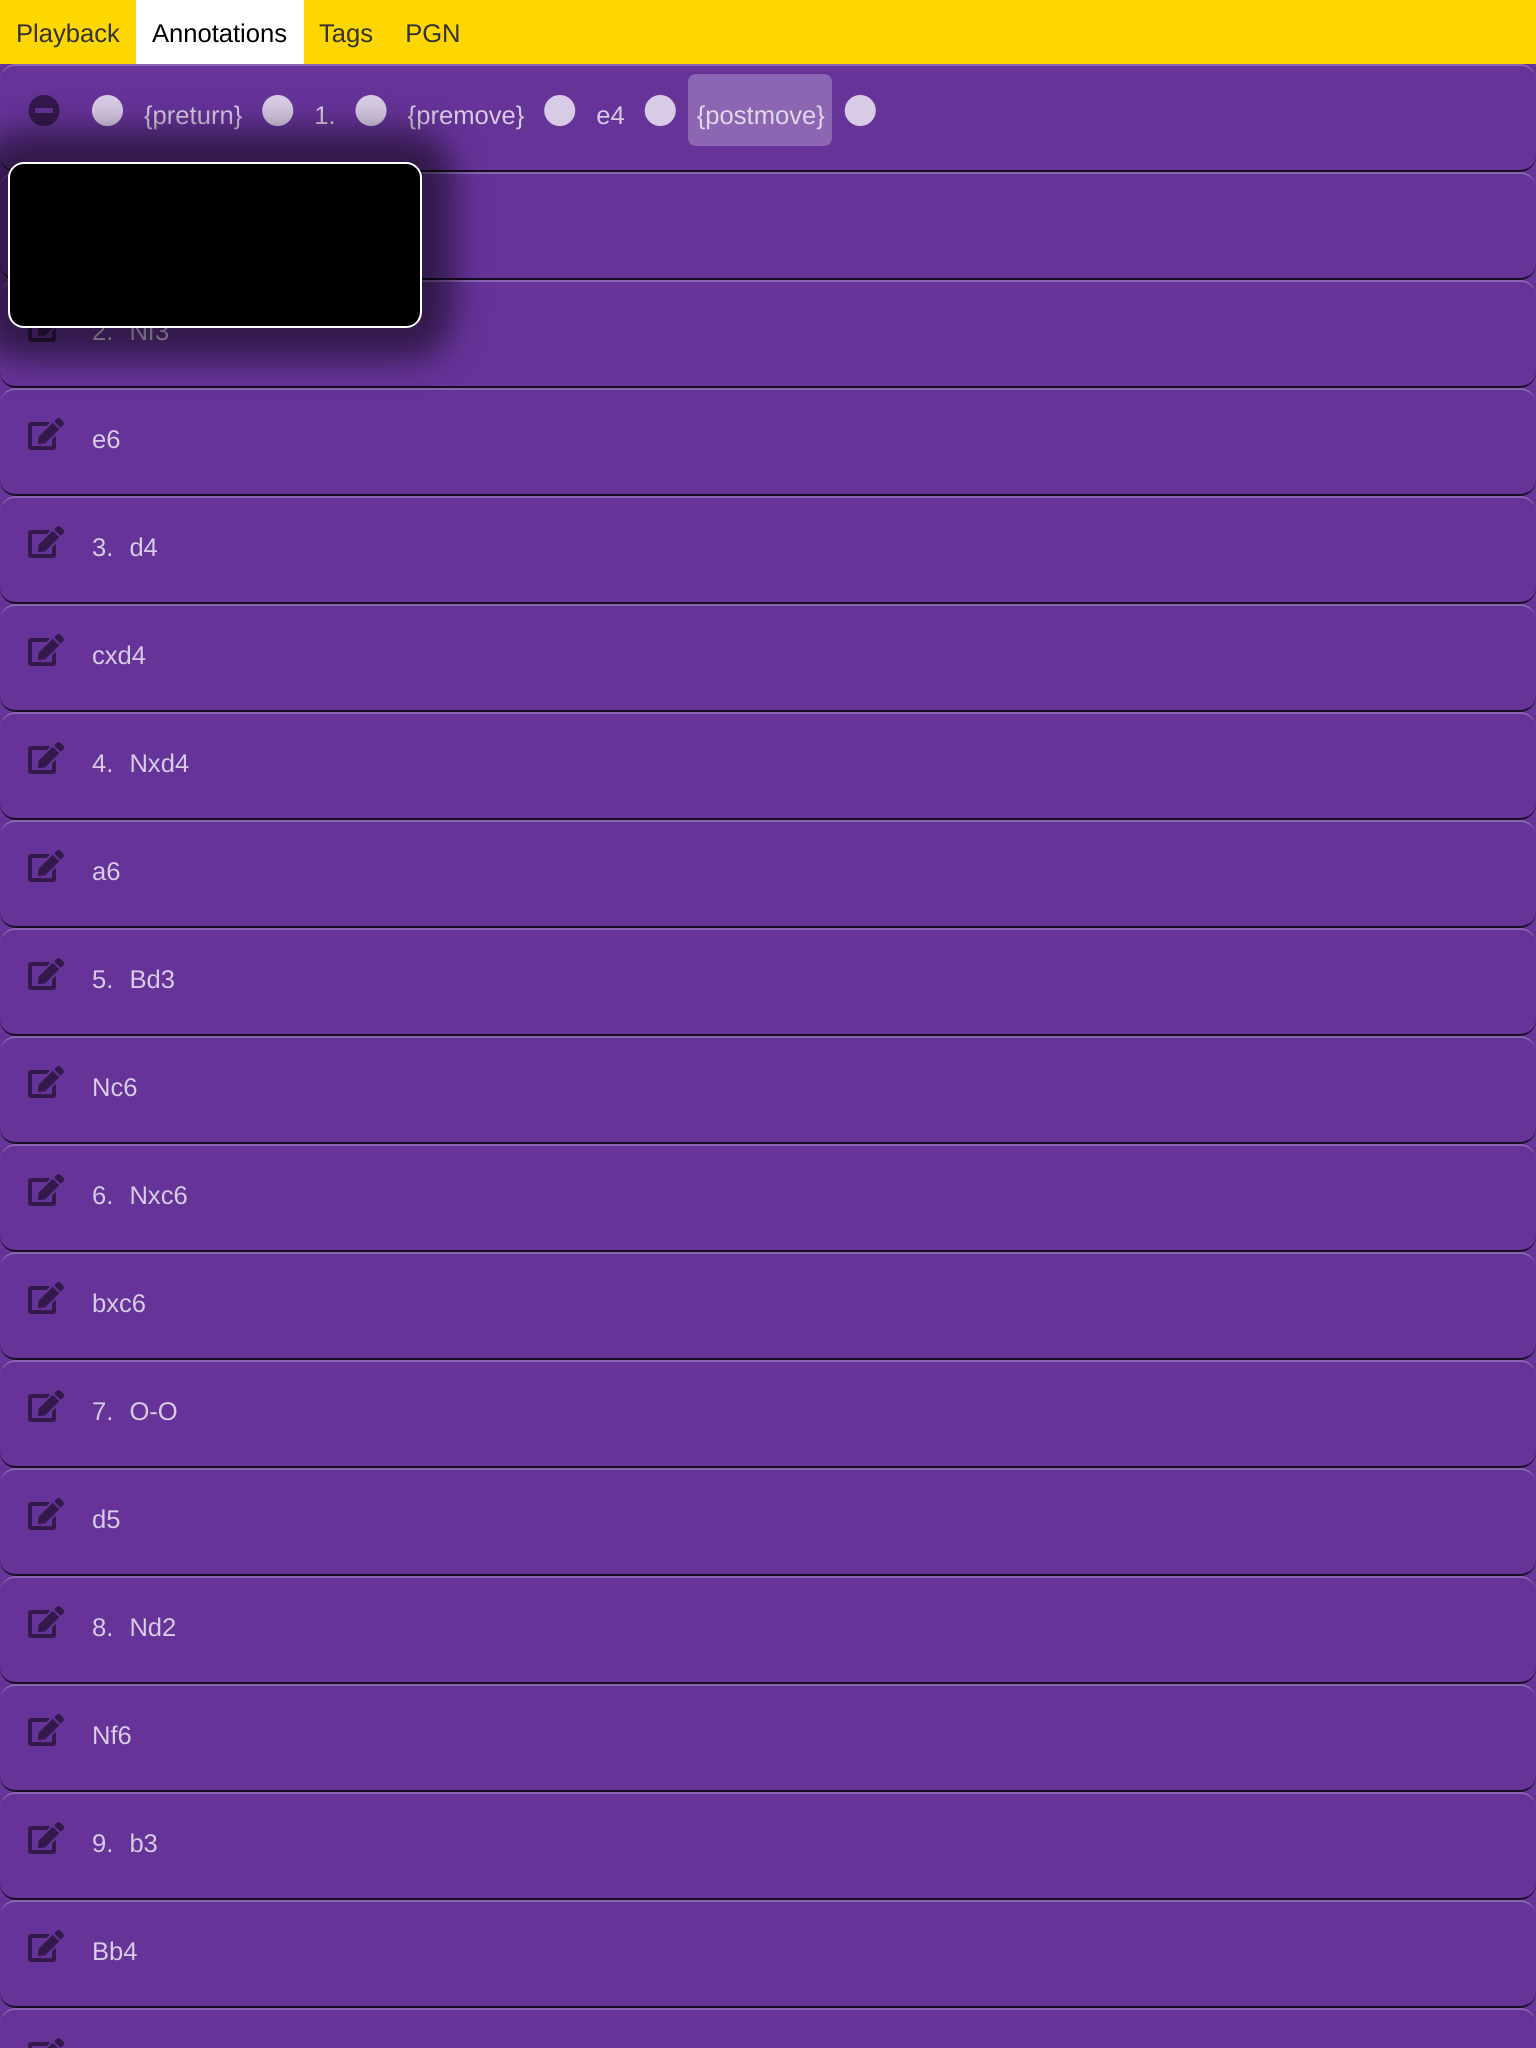 Playback Annotations Tags PGN
{preturn} 1. {premove} e4 {postmove}
2. Nf3
e6
3. d4
cxd4
4. Nxd4
a6
5. Bd3
Nc6
6. Nxc6
bxc6
7. O-O
d5
8. Nd2
Nf6
9. b3
Bb4